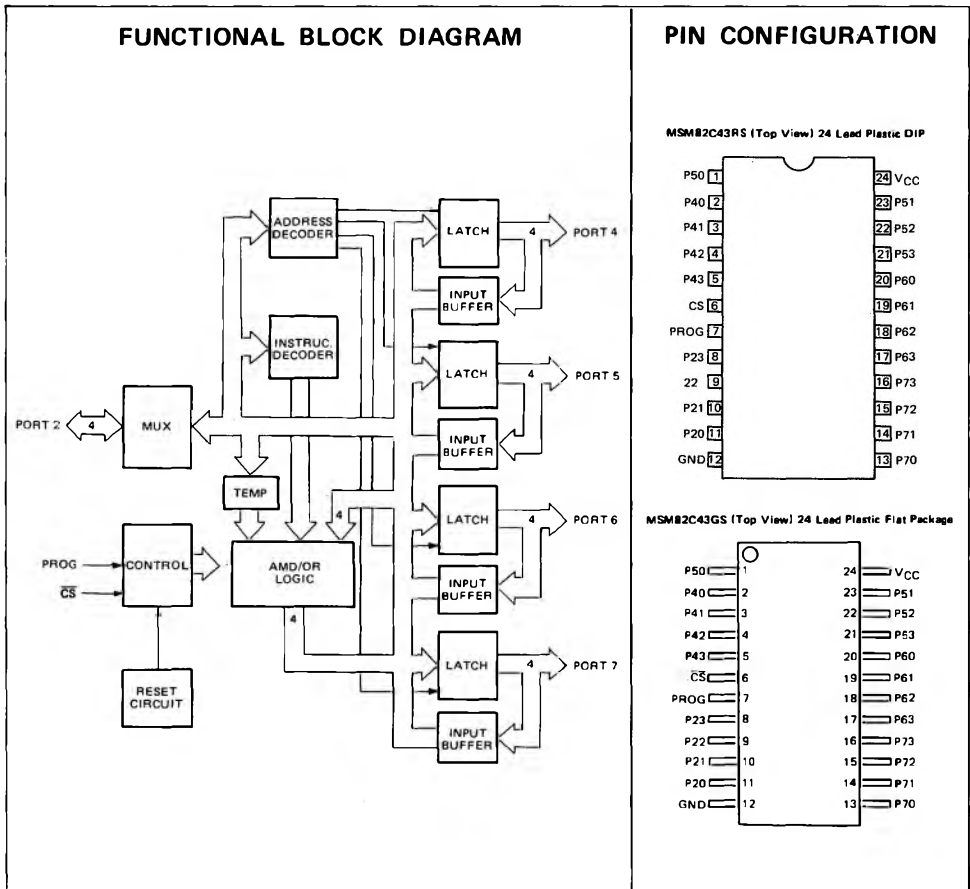 FUNCTIONAL BLOCK DIAGRAM
ADDRESS
DECODER
LATCH
4
PORT 4
INPUT
BUFFER
INSTRUC.
DECODER
LATCH
4
PORT 5
PORT 2
4
MUX
INPUT
BUFFER
TEMP
4
LATCH
4
PORT 6
PROG
CS
CONTROL
AMD/OR
LOGIC
INPUT
BUFFER
4
LATCH
4
PORT 7
RESET
CIRCUIT
INPUT
BUFFER
PIN CONFIGURATION
MSM82C43RS (Top View) 24 Lead Plastic DIP
P50 1 24 VCC
P40 2 23 P51
P41 3 22 P52
P42 4 21 P53
P43 5 20 P60
CS 6 19 P61
PROG 7 18 P62
P23 8 17 P63
22 9 16 P73
P21 10 15 P72
P20 11 14 P71
GND 12 13 P70
MSM82C43GS (Top View) 24 Lead Plastic Flat Package
P50 1 24 VCC
P40 2 23 P51
P41 3 22 P52
P42 4 21 P53
P43 5 20 P60
CS 6 19 P61
PROG 7 18 P62
P23 8 17 P63
P22 9 16 P73
P21 10 15 P72
P20 11 14 P71
GND 12 13 P70